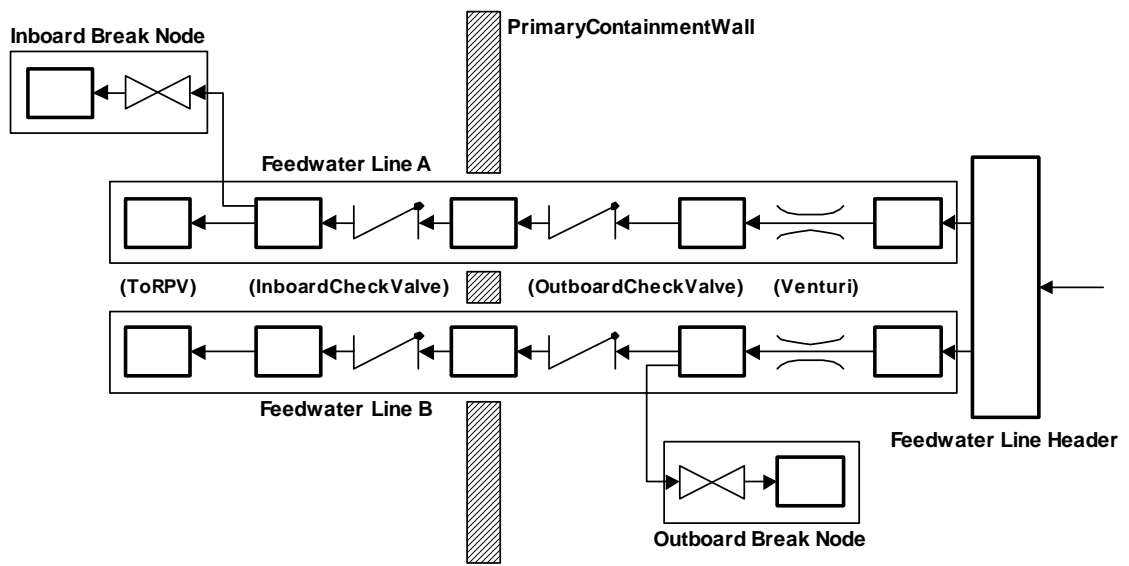 Inboard Break Node
PrimaryContainmentWall
Feedwater Line A
(ToRPV)
(InboardCheckValve)
(OutboardCheckValve)
(Venturi)
Feedwater Line B
Feedwater Line Header
Outboard Break Node